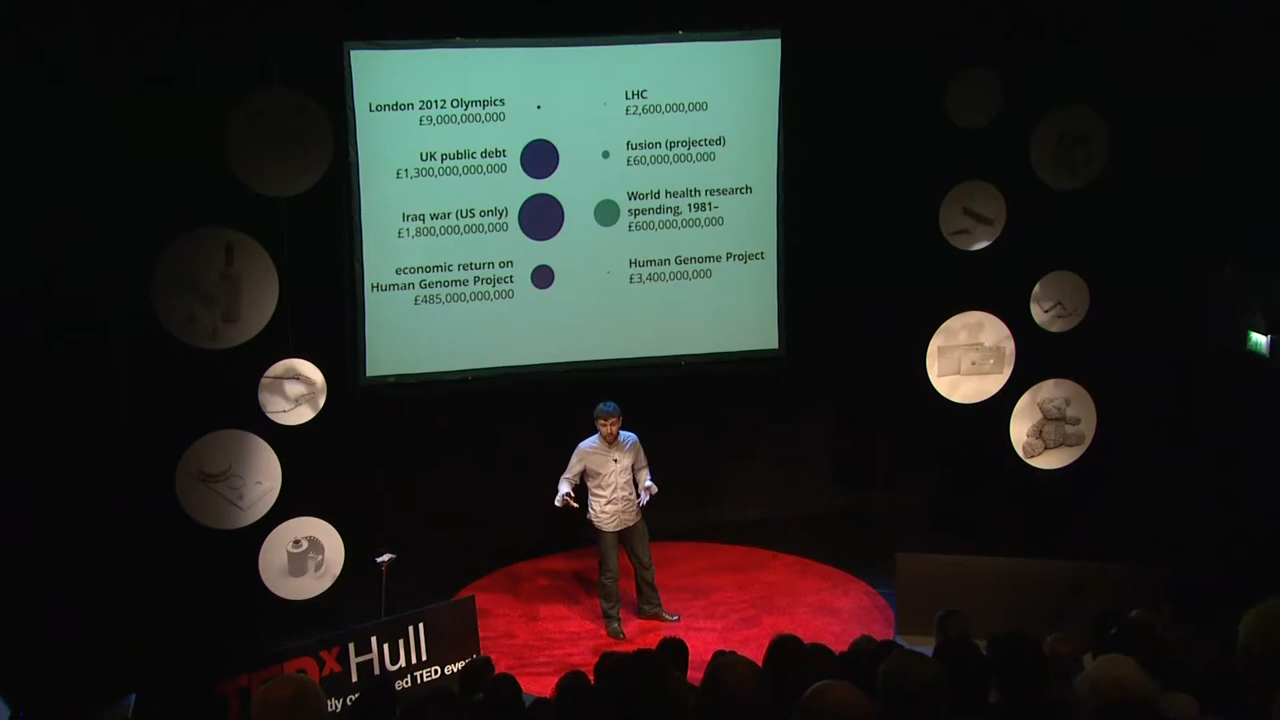 London 2012 Olympics
£9,000,000,000
UK public debt
£1,300,000,000,000
Iraq war (US only)
£1,800,000,000,000
economic return on
Human Genome Project
£485,000,000,000
LHC
£2,600,000,000
fusion (projected)
£60,000,000,000
World health research
spending, 1981–
£600,000,000,000
Human Genome Project
£3,400,000,000
TEDx Hull
ed TED even